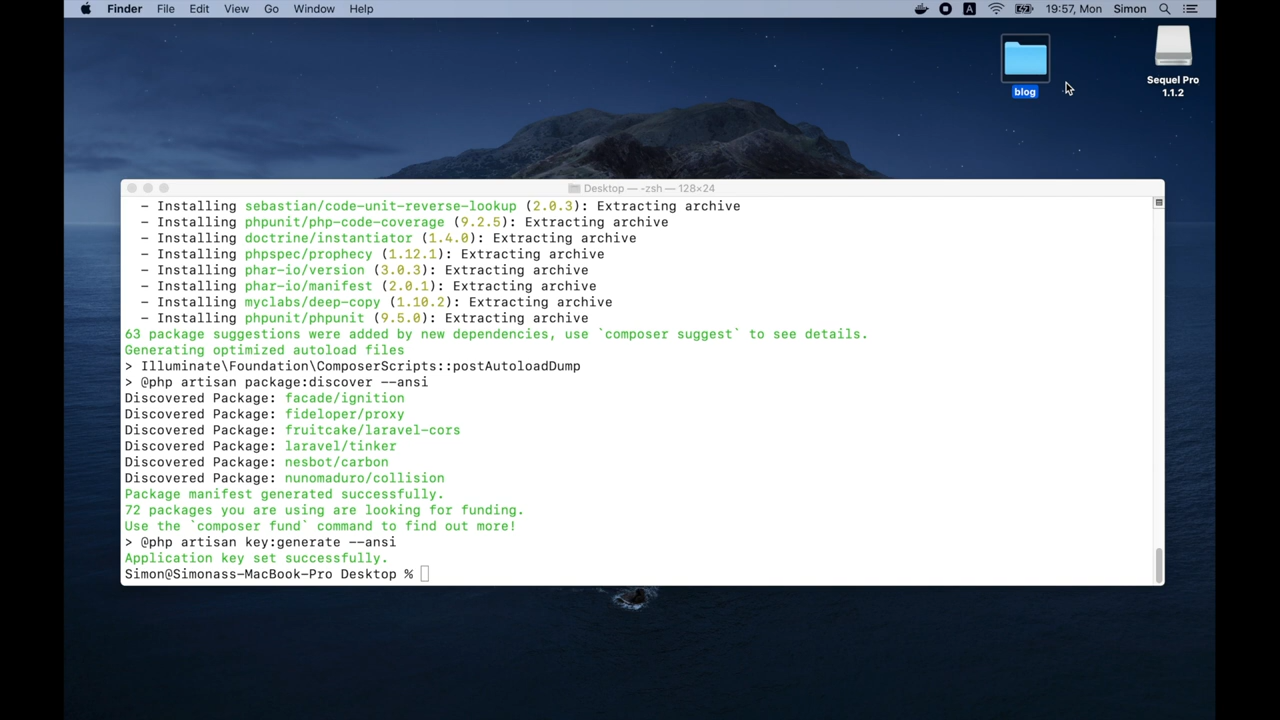 Finder File Edit View Go Window Help A 19:57, Mon Simon
blog
Sequel Pro
1.1.2
Desktop — -zsh — 128×24
- Installing sebastian/code-unit-reverse-lookup (2.0.3): Extracting archive
- Installing phpunit/php-code-coverage (9.2.5): Extracting archive
- Installing doctrine/instantiator (1.4.0): Extracting archive
- Installing phpspec/prophecy (1.12.1): Extracting archive
- Installing phar-io/version (3.0.3): Extracting archive
- Installing phar-io/manifest (2.0.1): Extracting archive
- Installing myclabs/deep-copy (1.10.2): Extracting archive
- Installing phpunit/phpunit (9.5.0): Extracting archive
63 package suggestions were added by new dependencies, use `composer suggest` to see details.
Generating optimized autoload files
> Illuminate\Foundation\ComposerScripts::postAutoloadDump
> @php artisan package:discover --ansi
Discovered Package: facade/ignition
Discovered Package: fideloper/proxy
Discovered Package: fruitcake/laravel-cors
Discovered Package: laravel/tinker
Discovered Package: nesbot/carbon
Discovered Package: nunomaduro/collision
Package manifest generated successfully.
72 packages you are using are looking for funding.
Use the `composer fund` command to find out more!
> @php artisan key:generate --ansi
Application key set successfully.
Simon@Simonass-MacBook-Pro Desktop %